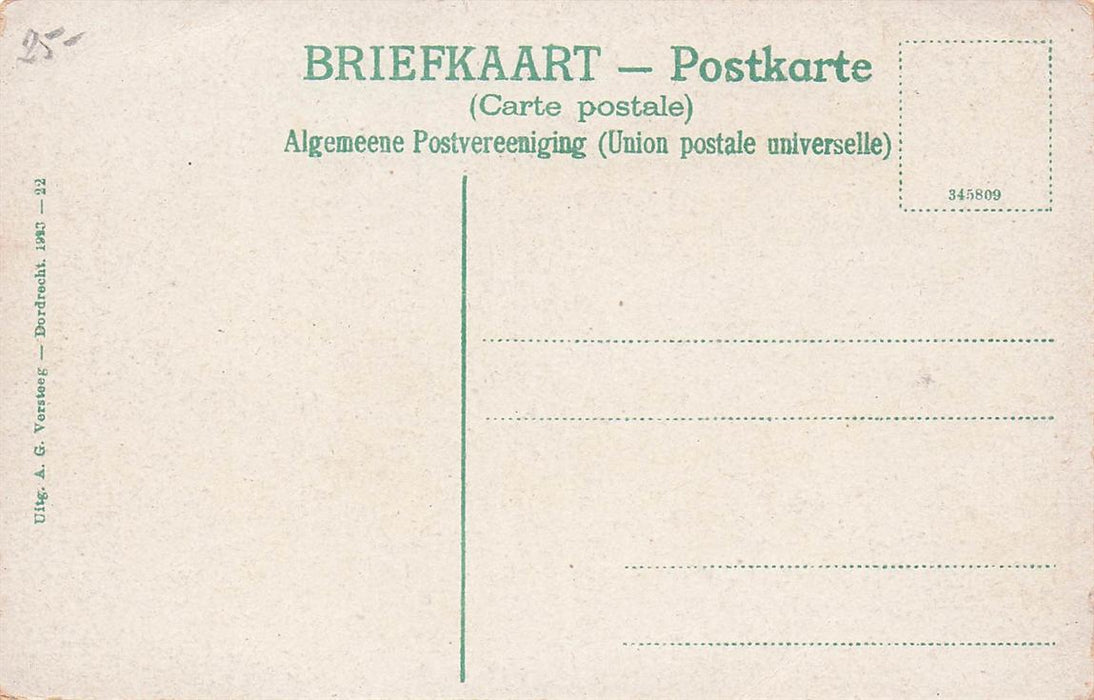 25-
BRIEFKAART — Postkarte
(Carte postale)
Algemeene Postvereeniging (Union postale universelle)
345809
Uitg. A. G. Versteeg — Dordrecht. 1913 — 22